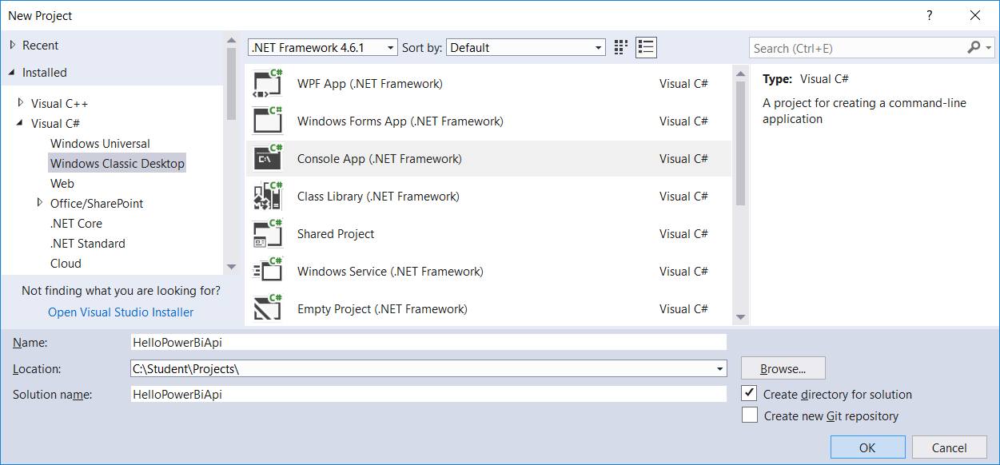 New Project
?
Recent
Installed
Visual C++
Visual C#
Windows Universal
Windows Classic Desktop
Web
Office/SharePoint
.NET Core
.NET Standard
Cloud
Not finding what you are looking for?
Open Visual Studio Installer
.NET Framework 4.6.1 Sort by: Default
C# WPF App (.NET Framework) Visual C#
C# Windows Forms App (.NET Framework) Visual C#
C# C:\ Console App (.NET Framework) Visual C#
C# Class Library (.NET Framework) Visual C#
C# Shared Project Visual C#
C# Windows Service (.NET Framework) Visual C#
C# Empty Project (.NET Framework) Visual C#
Search (Ctrl+E)
Type: Visual C#
A project for creating a command-line
application
Name: HelloPowerBiApi
Location: C:\Student\Projects\ Browse...
Solution name: HelloPowerBiApi
Create directory for solution
Create new Git repository
OK Cancel